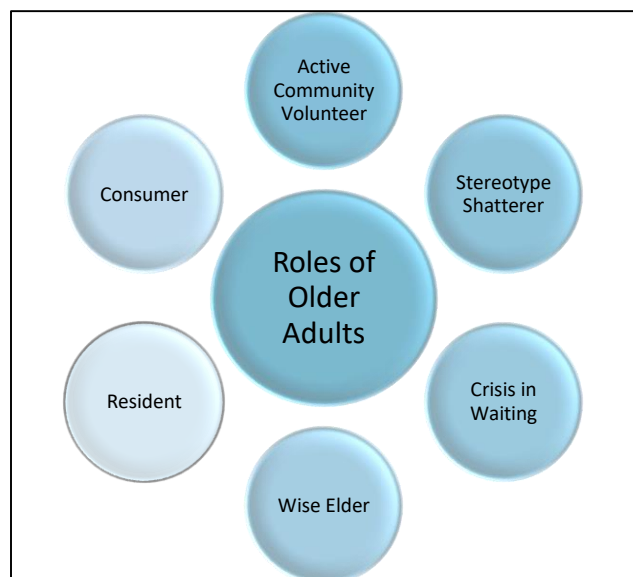 Active
Community
Volunteer
Stereotype
Shatterer
Crisis in
Waiting
Wise Elder
Resident
Consumer
Roles of
Older
Adults